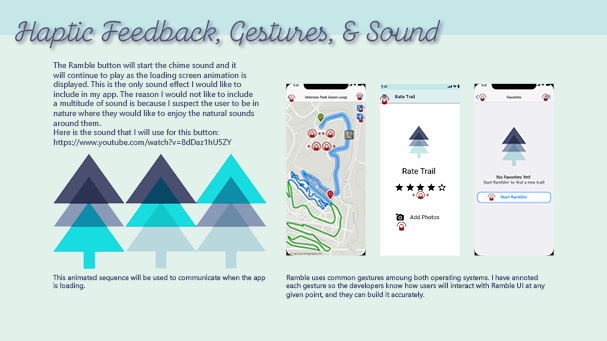 Haptic Feedback, Gestures, & Sound
The Ramble button will start the chime sound and it
will continue to play as the loading screen animation is
displayed. This is the only sound effect I would like to
include in my app. The reason I would not like to include
a multitude of sound is because I suspect the user to be in
nature where they would like to enjoy the natural sounds
around them.
Here is the sound that I will use for this button:
https://www.youtube.com/watch?v=8dDaz1hU5ZY
This animated sequence will be used to communicate when the app
is loading.
Veterans Park Green Loop
Rate Trail
Rate Trail
Add Photos
Favorites
No Favorites Yet!
Start Ramblin' to find a new trail!
Start Ramblin'
Ramble uses common gestures amoung both operating systems. I have annotated
each gesture so the developers know how users will interact with Ramble UI at any
given point, and they can build it accurately.